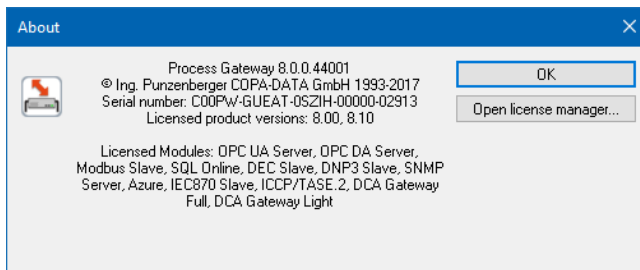 About
Process Gateway 8.0.0.44001
© Ing. Punzenberger COPA-DATA GmbH 1993-2017
Serial number: C00PW-GUEAT-0SZIH-00000-02913
Licensed product versions: 8.00, 8.10
Licensed Modules: OPC UA Server, OPC DA Server,
Modbus Slave, SQL Online, DEC Slave, DNP3 Slave, SNMP
Server, Azure, IEC870 Slave, ICCP/TASE.2, DCA Gateway
Full, DCA Gateway Light
OK
Open license manager...